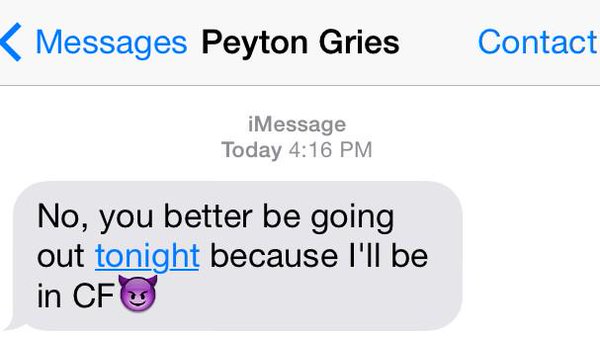 Messages Peyton Gries Contact
iMessage
Today 4:16 PM
No, you better be going
out tonight because I'll be
in CF😈